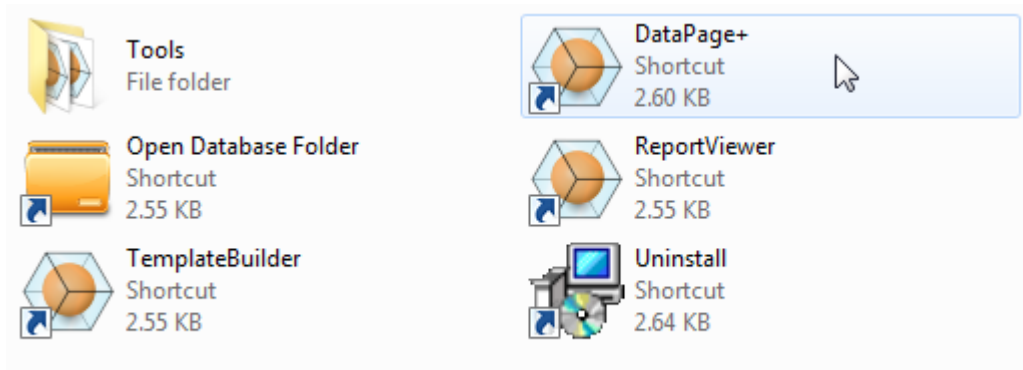 Tools
File folder
DataPage+
Shortcut
2.60 KB
Open Database Folder
Shortcut
2.55 KB
ReportViewer
Shortcut
2.55 KB
TemplateBuilder
Shortcut
2.55 KB
Uninstall
Shortcut
2.64 KB